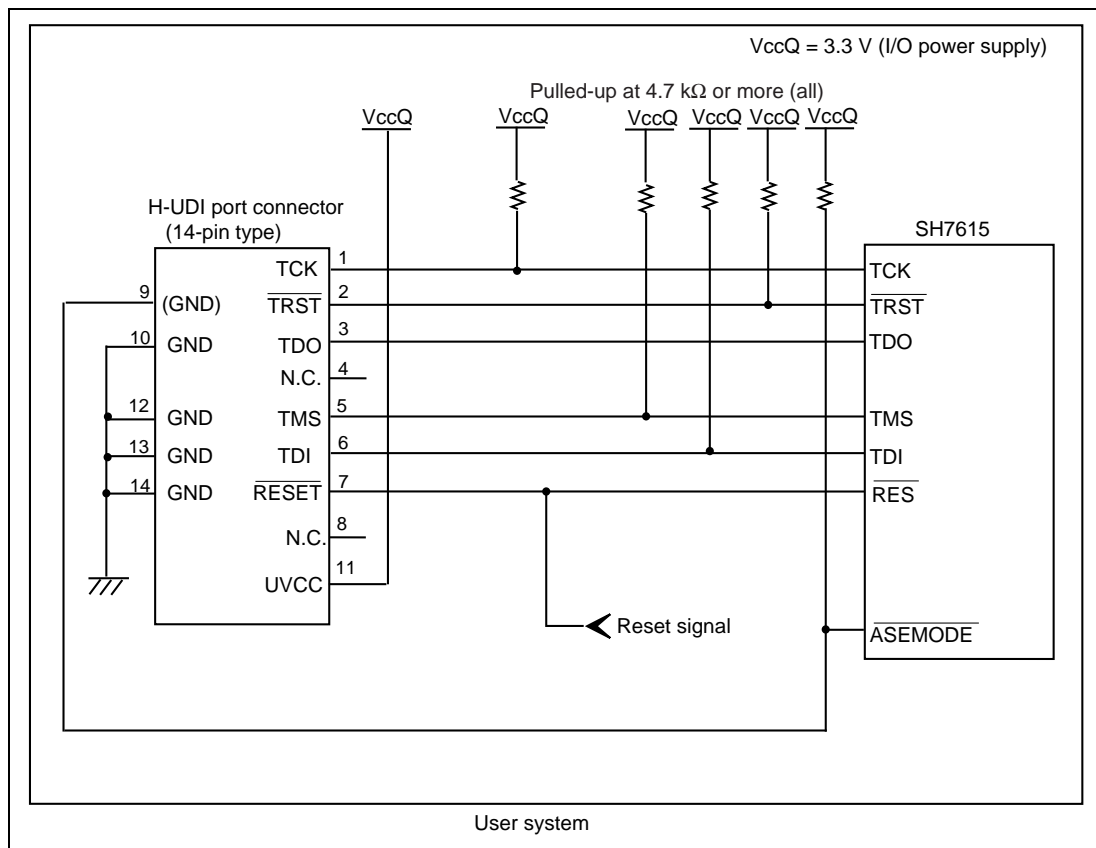 VccQ = 3.3 V (I/O power supply)
Pulled-up at 4.7 kΩ or more (all)
VccQ
VccQ
VccQ
VccQ
VccQ
VccQ
H-UDI port connector
(14-pin type)
SH7615
TCK
1
TCK
9
(GND)
TRST
2
TRST
10
GND
TDO
3
TDO
N.C.
4
12
GND
TMS
5
TMS
13
GND
TDI
6
TDI
14
GND
RESET
7
RES
N.C.
8
UVCC
11
Reset signal
ASEMODE
User system